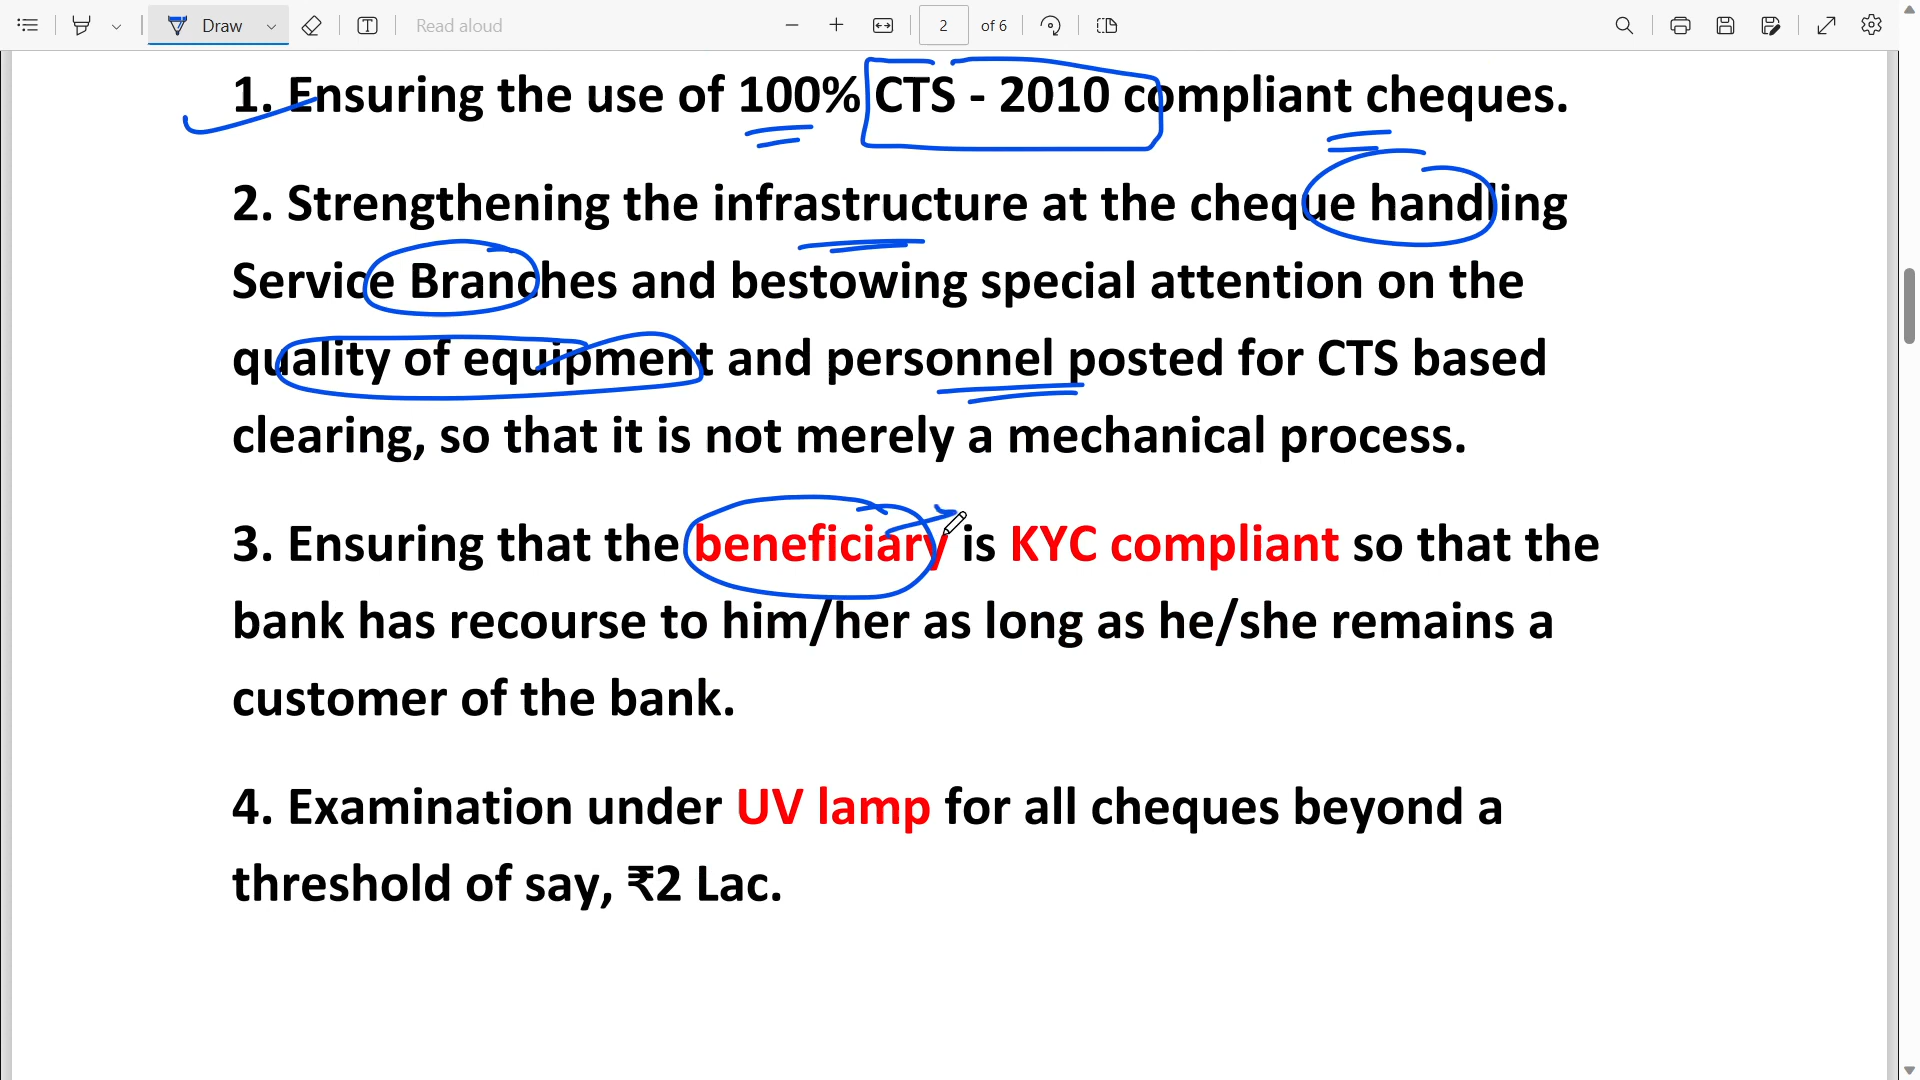 Draw
Read aloud
2 of 6
1. Ensuring the use of 100% CTS - 2010 compliant cheques.
2. Strengthening the infrastructure at the cheque handling
Service Branches and bestowing special attention on the
quality of equipment and personnel posted for CTS based
clearing, so that it is not merely a mechanical process.
3. Ensuring that the beneficiary is KYC compliant so that the
bank has recourse to him/her as long as he/she remains a
customer of the bank.
4. Examination under UV lamp for all cheques beyond a
threshold of say, ₹2 Lac.